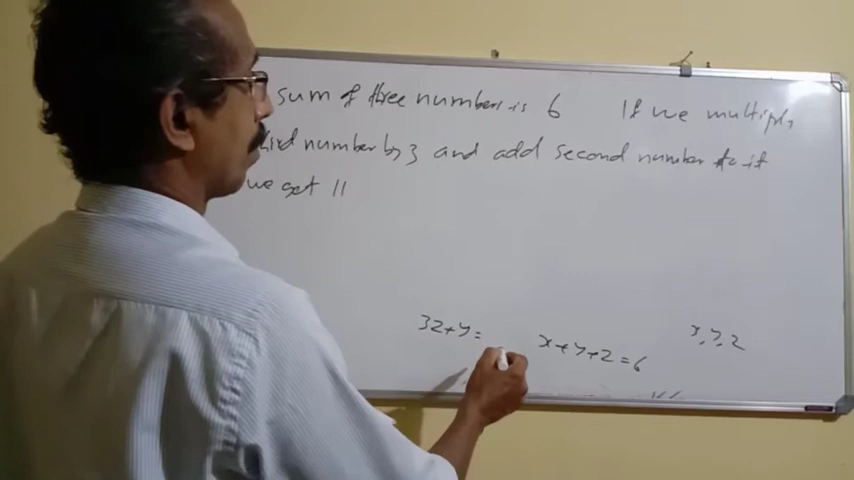 sum of three numbers is 6 If we multiply
third number by 3 and add second number to it
we get 11
3z+y= x+y+z=6 x,y,z